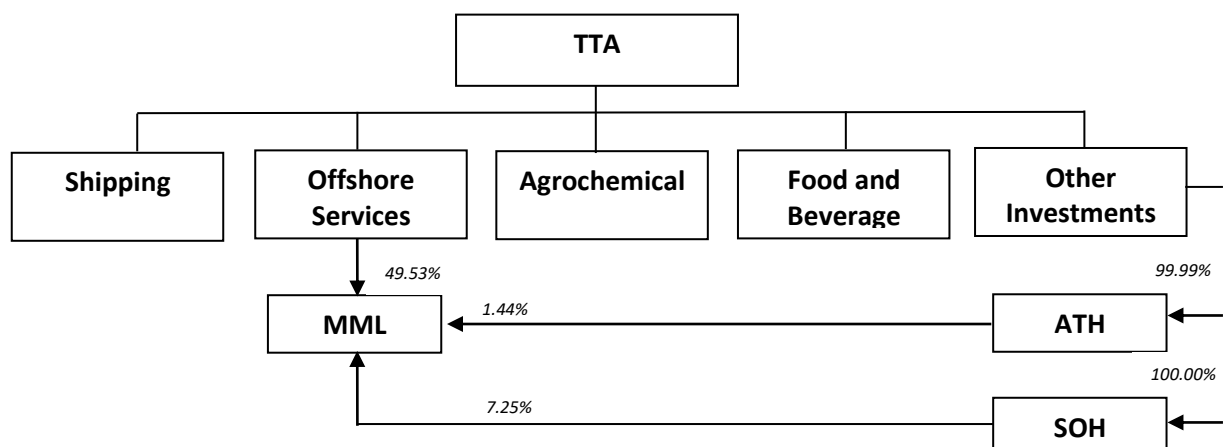 TTA
Shipping
Offshore
Services
Agrochemical
Food and
Beverage
Other
Investments
49.53%
99.99%
MML
1.44%
ATH
100.00%
7.25%
SOH